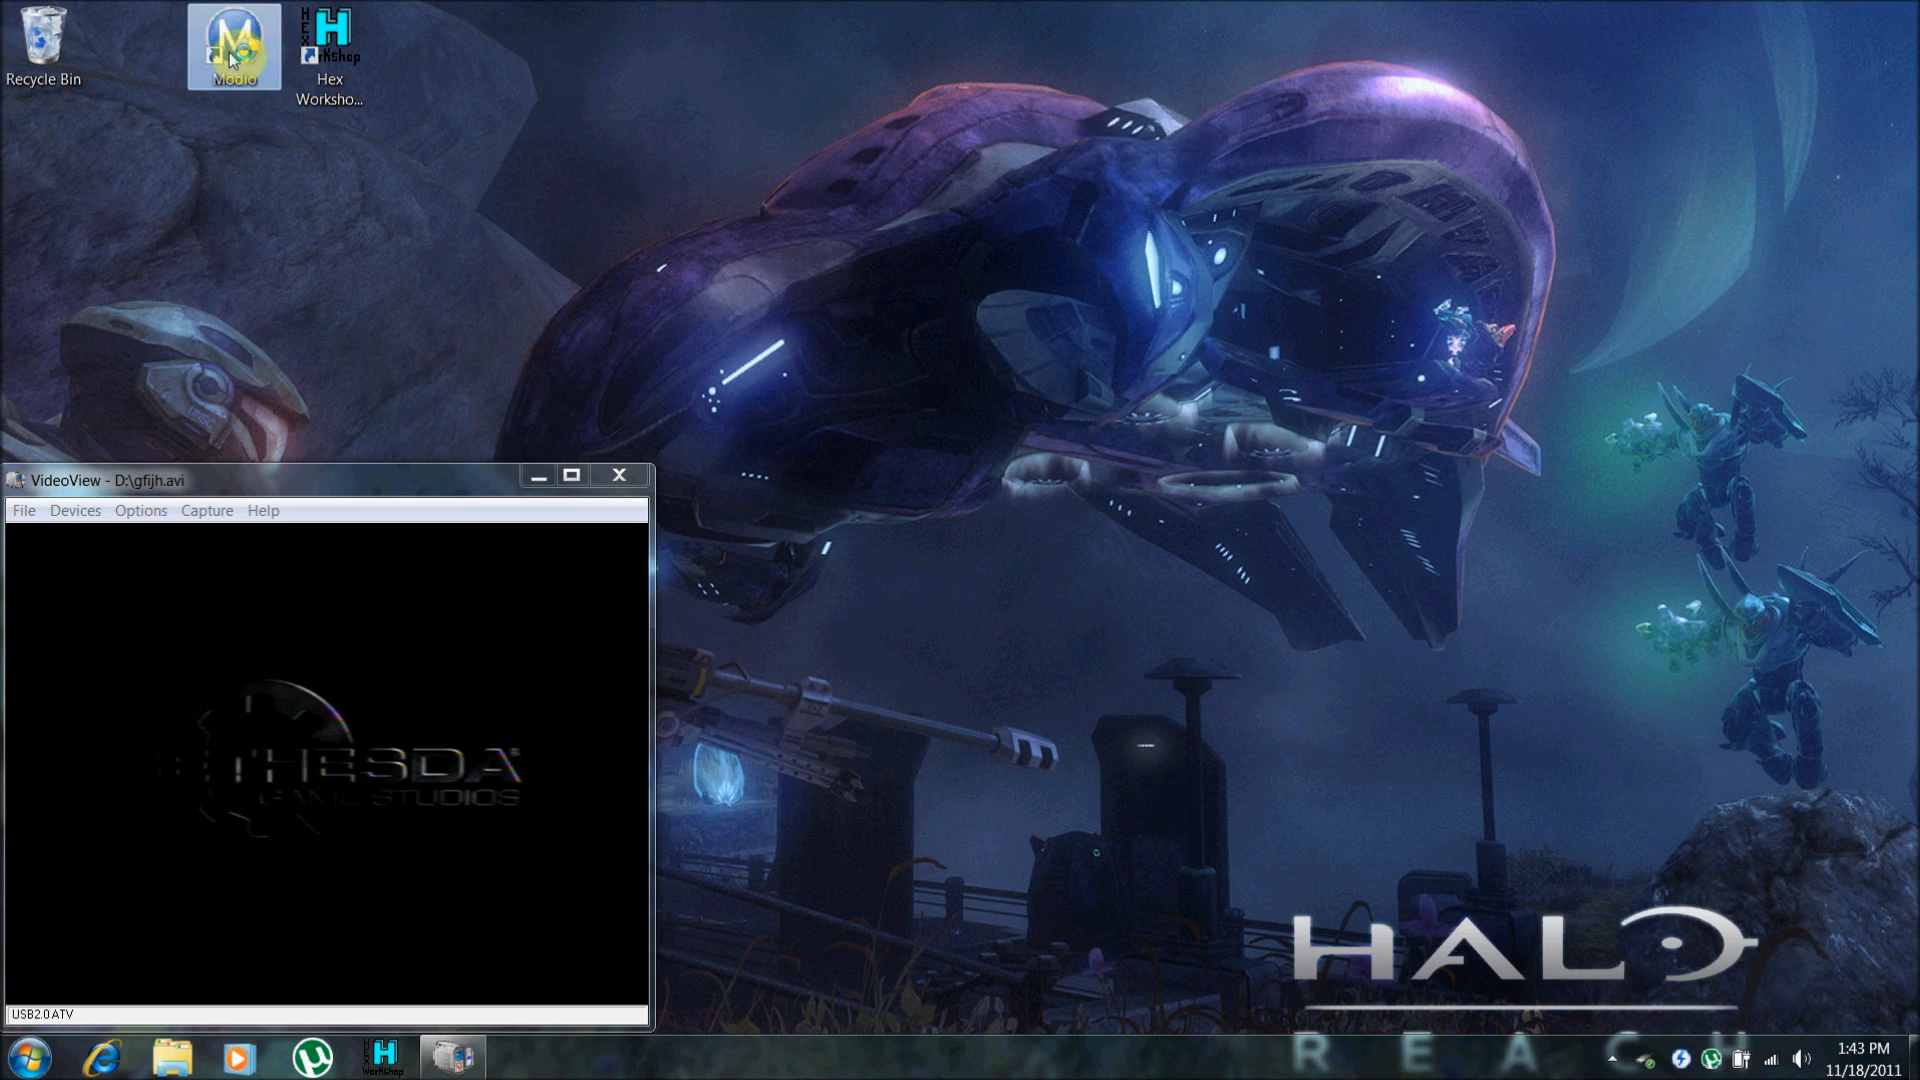 Recycle Bin
Modio
Hex
Worksho...
VideoView - D:\gfijh.avi
File Devices Options Capture Help
THESDA
GAME STUDIOS
USB2.0 ATV
HALO
REACH
1:43 PM
11/18/2011